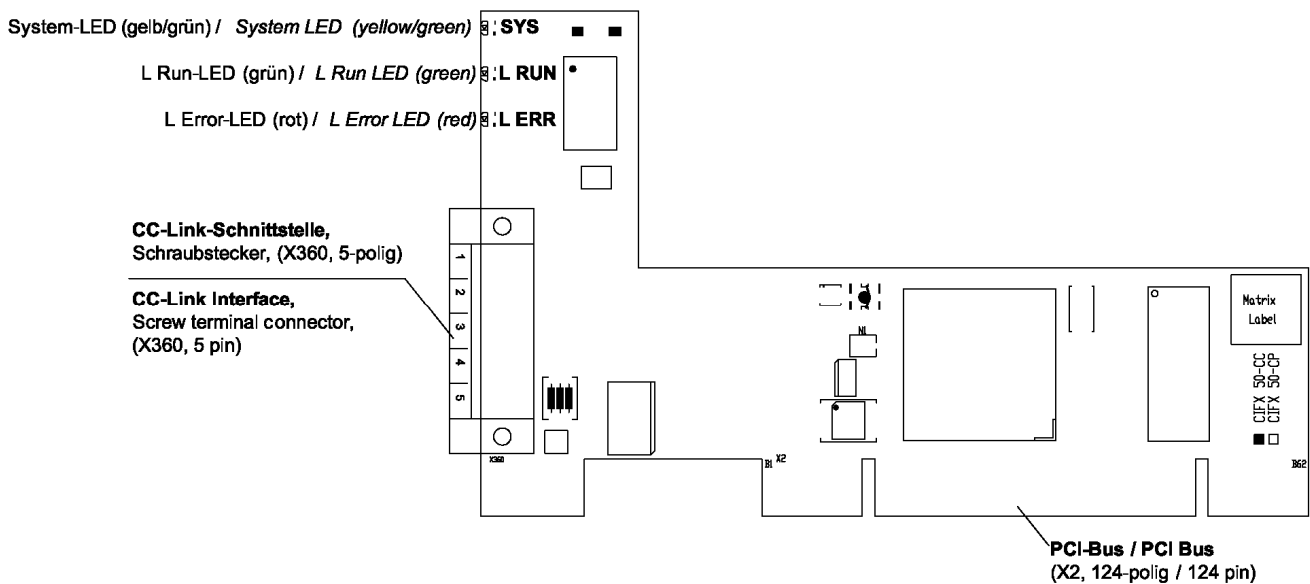 System-LED (gelb/grün) / System LED (yellow/green)
SYS
L Run-LED (grün) / L Run LED (green)
L RUN
L Error-LED (rot) / L Error LED (red)
L ERR
CC-Link-Schnittstelle,
Schraubstecker, (X360, 5-polig)
CC-Link Interface,
Screw terminal connector,
(X360, 5 pin)
1
2
3
4
5
X360
N1
Matrix
Label
CIFX 50-CC
CIFX 50-CP
B1
X2
B62
PCI-Bus / PCI Bus
(X2, 124-polig / 124 pin)